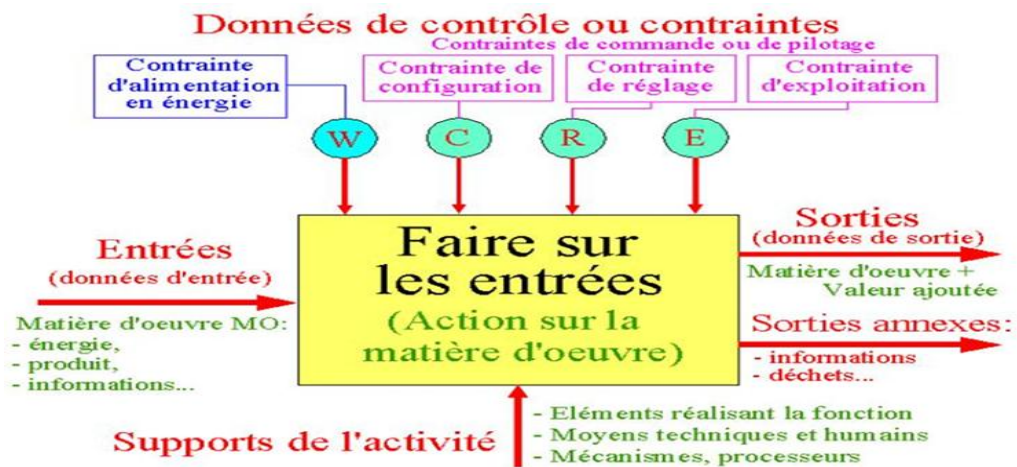 Données de contrôle ou contraintes
Contraintes de commande ou de pilotage
Contrainte
d'alimentation
en énergie
Contrainte de
configuration
Contrainte
de réglage
Contrainte
d'exploitation
W
C
R
E
Entrées
(données d'entrée)
Matière d'oeuvre MO:
- énergie,
- produit,
- informations...
Faire sur
les entrées
(Action sur la
matière d'oeuvre)
Sorties
(données de sortie)
Matière d'oeuvre +
Valeur ajoutée
Sorties annexes:
- informations
- déchets...
Supports de l'activité
- Eléments réalisant la fonction
- Moyens techniques et humains
- Mécanismes, processeurs